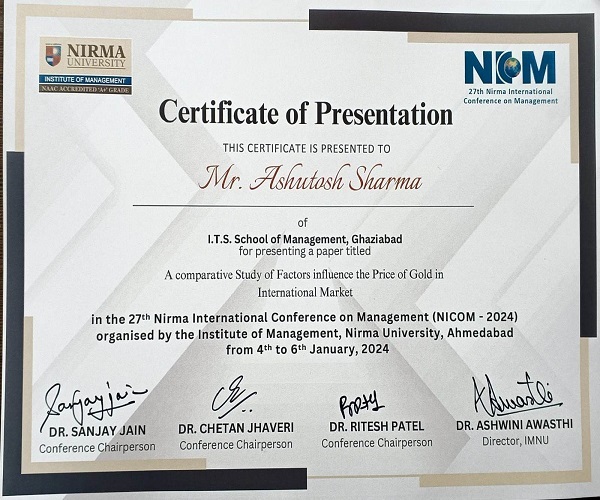 NIRMA
UNIVERSITY
INSTITUTE OF MANAGEMENT
NAAC ACCREDITED 'A+' GRADE
NICOM
27th Nirma International
Conference on Management
Certificate of Presentation
THIS CERTIFICATE IS PRESENTED TO
Mr. Ashutosh Sharma
of
I.T.S. School of Management, Ghaziabad
for presenting a paper titled
A comparative Study of Factors influence the Price of Gold in
International Market
in the 27th Nirma International Conference on Management (NICOM - 2024)
organised by the Institute of Management, Nirma University, Ahmedabad
from 4th to 6th January, 2024
Sanjay Jain
DR. SANJAY JAIN
Conference Chairperson
DR. CHETAN JHAVERI
Conference Chairperson
DR. RITESH PATEL
Conference Chairperson
AAwasthi
DR. ASHWINI AWASTHI
Director, IMNU